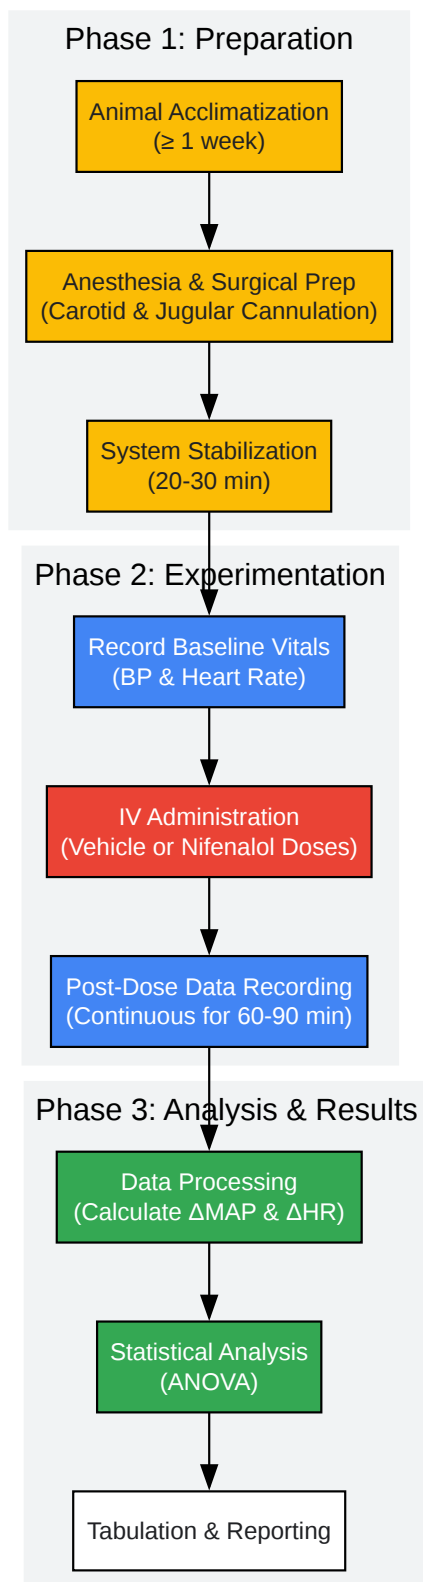 Phase 1: Preparation
Animal Acclimatization
(≥ 1 week)
Anesthesia & Surgical Prep
(Carotid & Jugular Cannulation)
System Stabilization
(20-30 min)
Phase 2: Experimentation
Record Baseline Vitals
(BP & Heart Rate)
IV Administration
(Vehicle or Nifenalol Doses)
Post-Dose Data Recording
(Continuous for 60-90 min)
Phase 3: Analysis & Results
Data Processing
(Calculate ΔMAP & ΔHR)
Statistical Analysis
(ANOVA)
Tabulation & Reporting